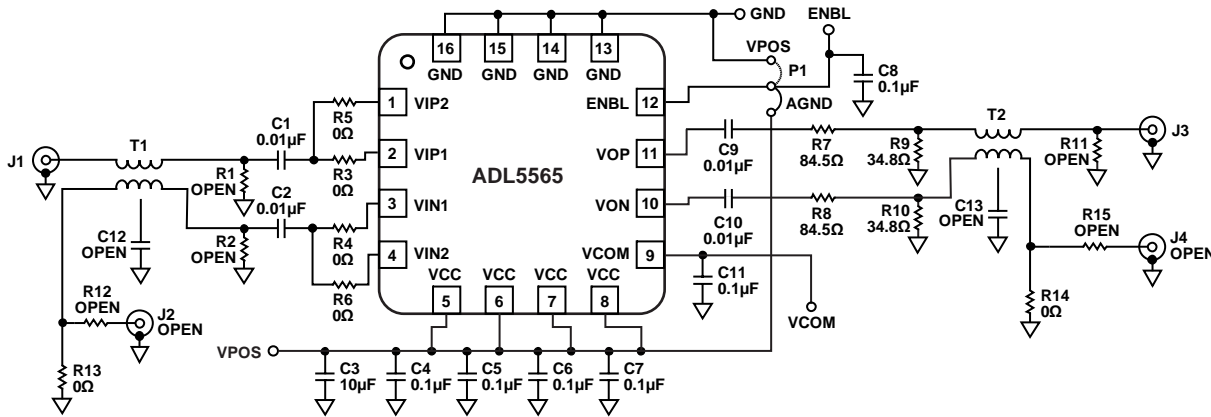 GND
ENBL
16
15
14
13
GND
GND
GND
GND
VPOS
P1
AGND
C8
0.1µF
ENBL
12
1
VIP2
R5
0Ω
C1
0.01µF
T1
J1
R1
OPEN
R3
0Ω
2
VIP1
ADL5565
VOP
11
C9
0.01µF
R7
84.5Ω
R9
34.8Ω
T2
R11
OPEN
J3
C2
0.01µF
3
VIN1
R4
0Ω
VON
10
C10
0.01µF
R8
84.5Ω
R10
34.8Ω
C13
OPEN
R15
OPEN
J4
OPEN
C12
OPEN
R2
OPEN
4
VIN2
R6
0Ω
VCOM
9
C11
0.1µF
VCOM
R14
0Ω
VCC
VCC
VCC
VCC
5
6
7
8
R12
OPEN
J2
OPEN
R13
0Ω
VPOS
C3
10µF
C4
0.1µF
C5
0.1µF
C6
0.1µF
C7
0.1µF